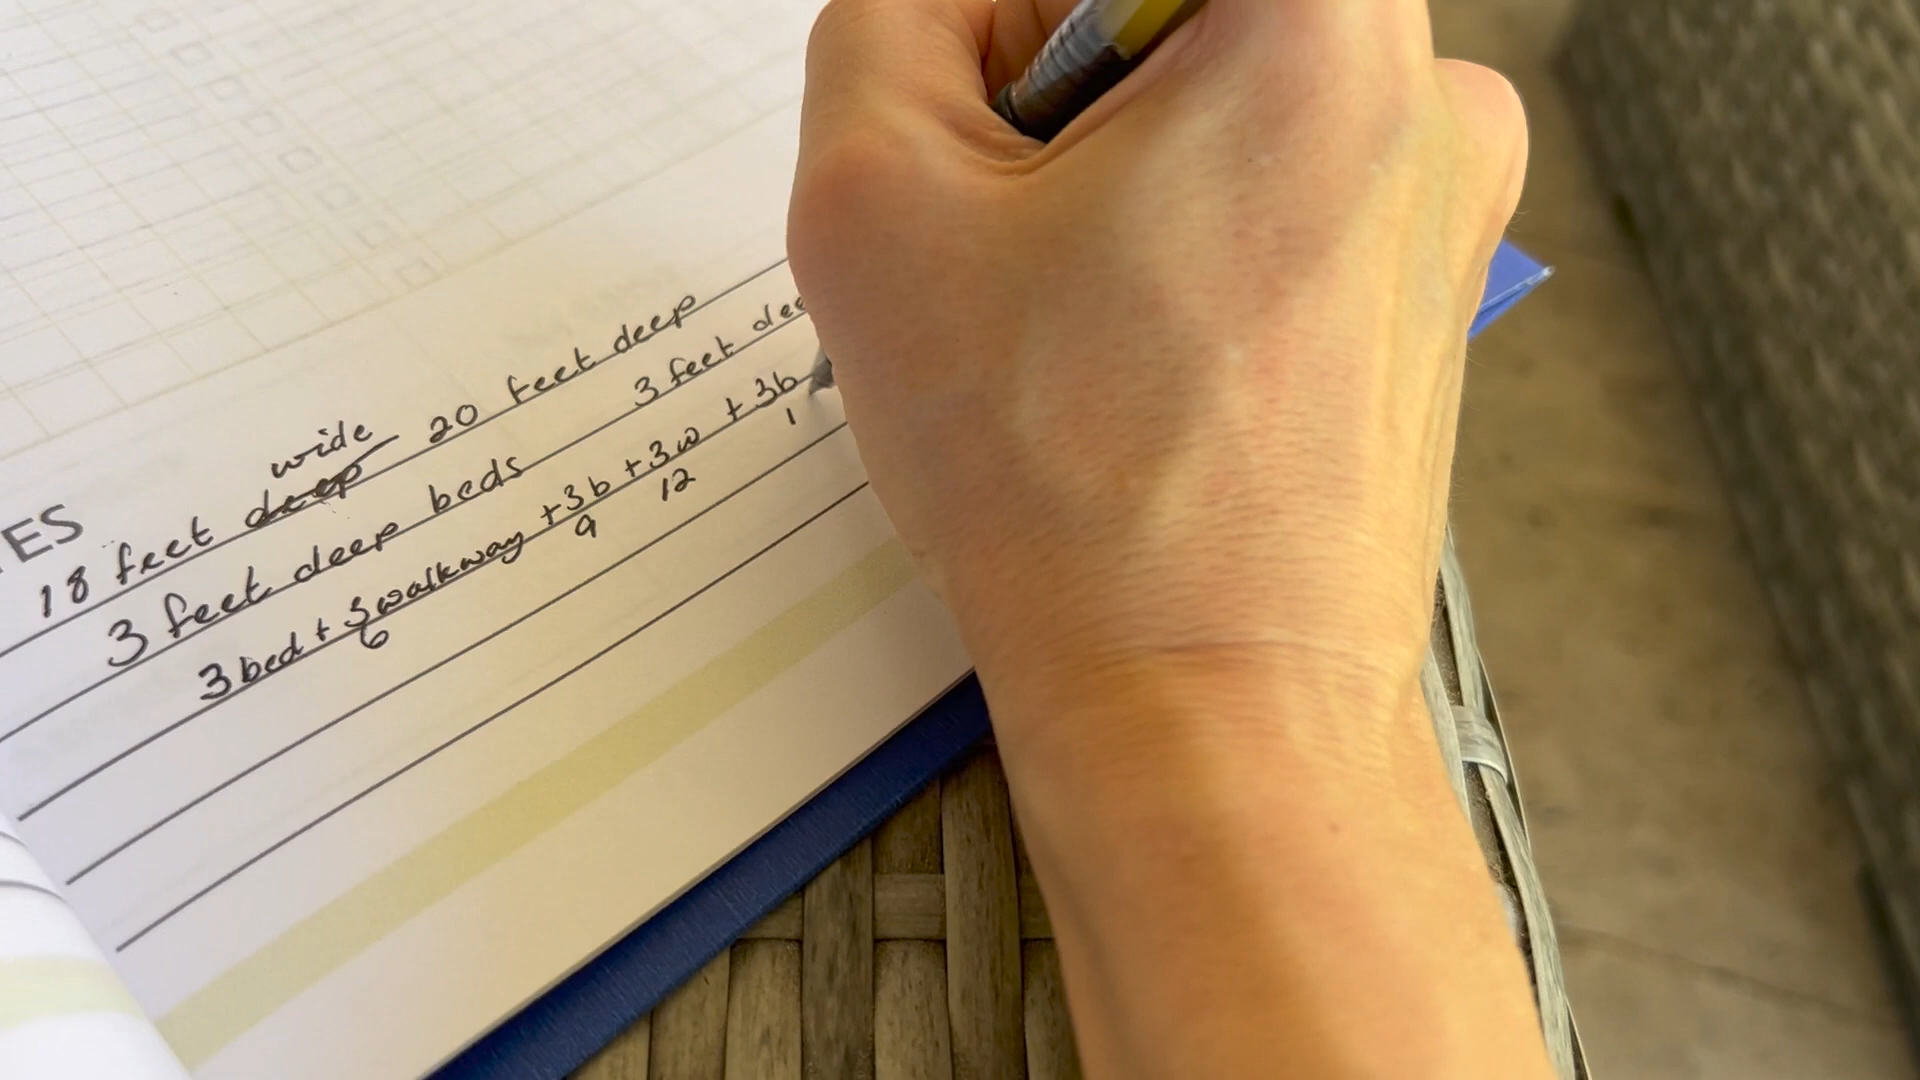 ES
wide
18 feet deep 20 feet deep
3 feet deep beds 3 feet dee
3 bed + 3 walkway + 3b + 3w + 3b
6 9 12 1